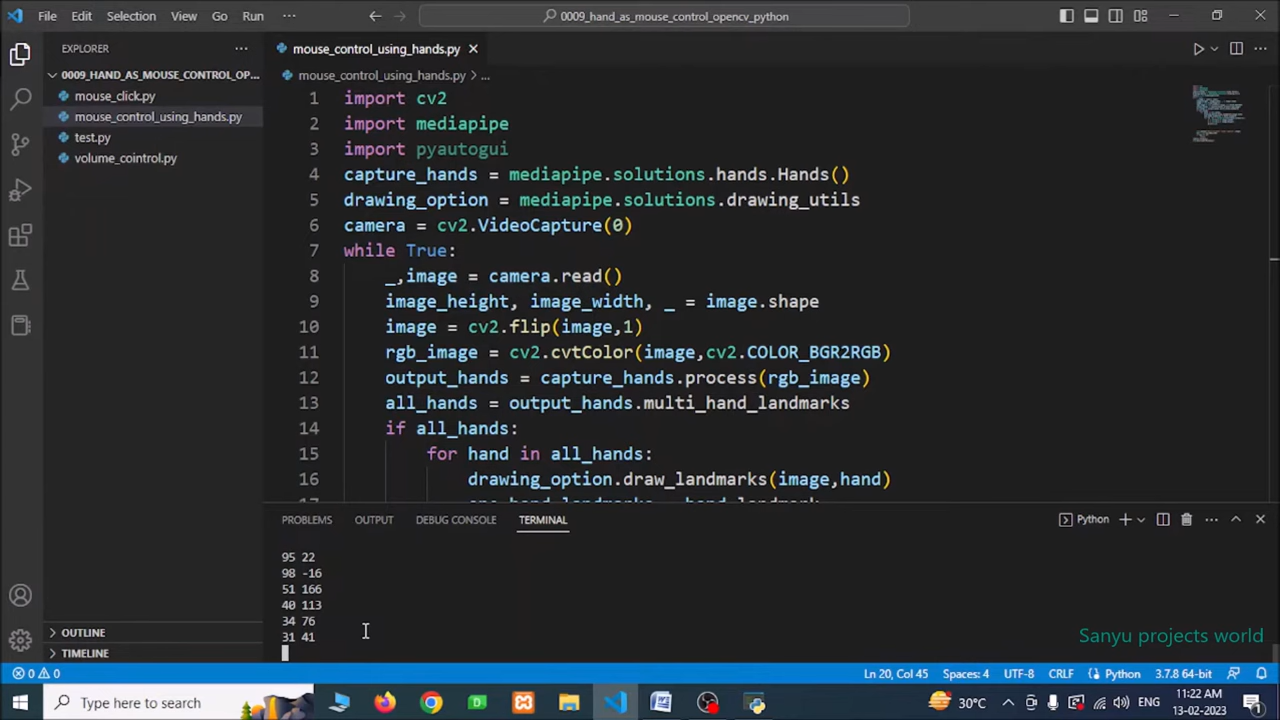 File Edit Selection View Go Run ··· 0009_hand_as_mouse_control_opencv_python
EXPLORER ···
mouse_control_using_hands.py
0009_HAND_AS_MOUSE_CONTROL_OP...
mouse_control_using_hands.py > ...
mouse_click.py
mouse_control_using_hands.py
test.py
volume_cointrol.py
1 import cv2
2 import mediapipe
3 import pyautogui
4 capture_hands = mediapipe.solutions.hands.Hands()
5 drawing_option = mediapipe.solutions.drawing_utils
6 camera = cv2.VideoCapture(0)
7 while True:
8 _,image = camera.read()
9 image_height, image_width, _ = image.shape
10 image = cv2.flip(image,1)
11 rgb_image = cv2.cvtColor(image,cv2.COLOR_BGR2RGB)
12 output_hands = capture_hands.process(rgb_image)
13 all_hands = output_hands.multi_hand_landmarks
14 if all_hands:
15 for hand in all_hands:
16 drawing_option.draw_landmarks(image,hand)
PROBLEMS OUTPUT DEBUG CONSOLE TERMINAL Python
95 22
98 -16
51 166
40 113
34 76
31 41
OUTLINE
TIMELINE
Sanyu projects world
0 0 Ln 20, Col 45 Spaces: 4 UTF-8 CRLF Python 3.7.8 64-bit
Type here to search 30°C ENG 11:22 AM
13-02-2023